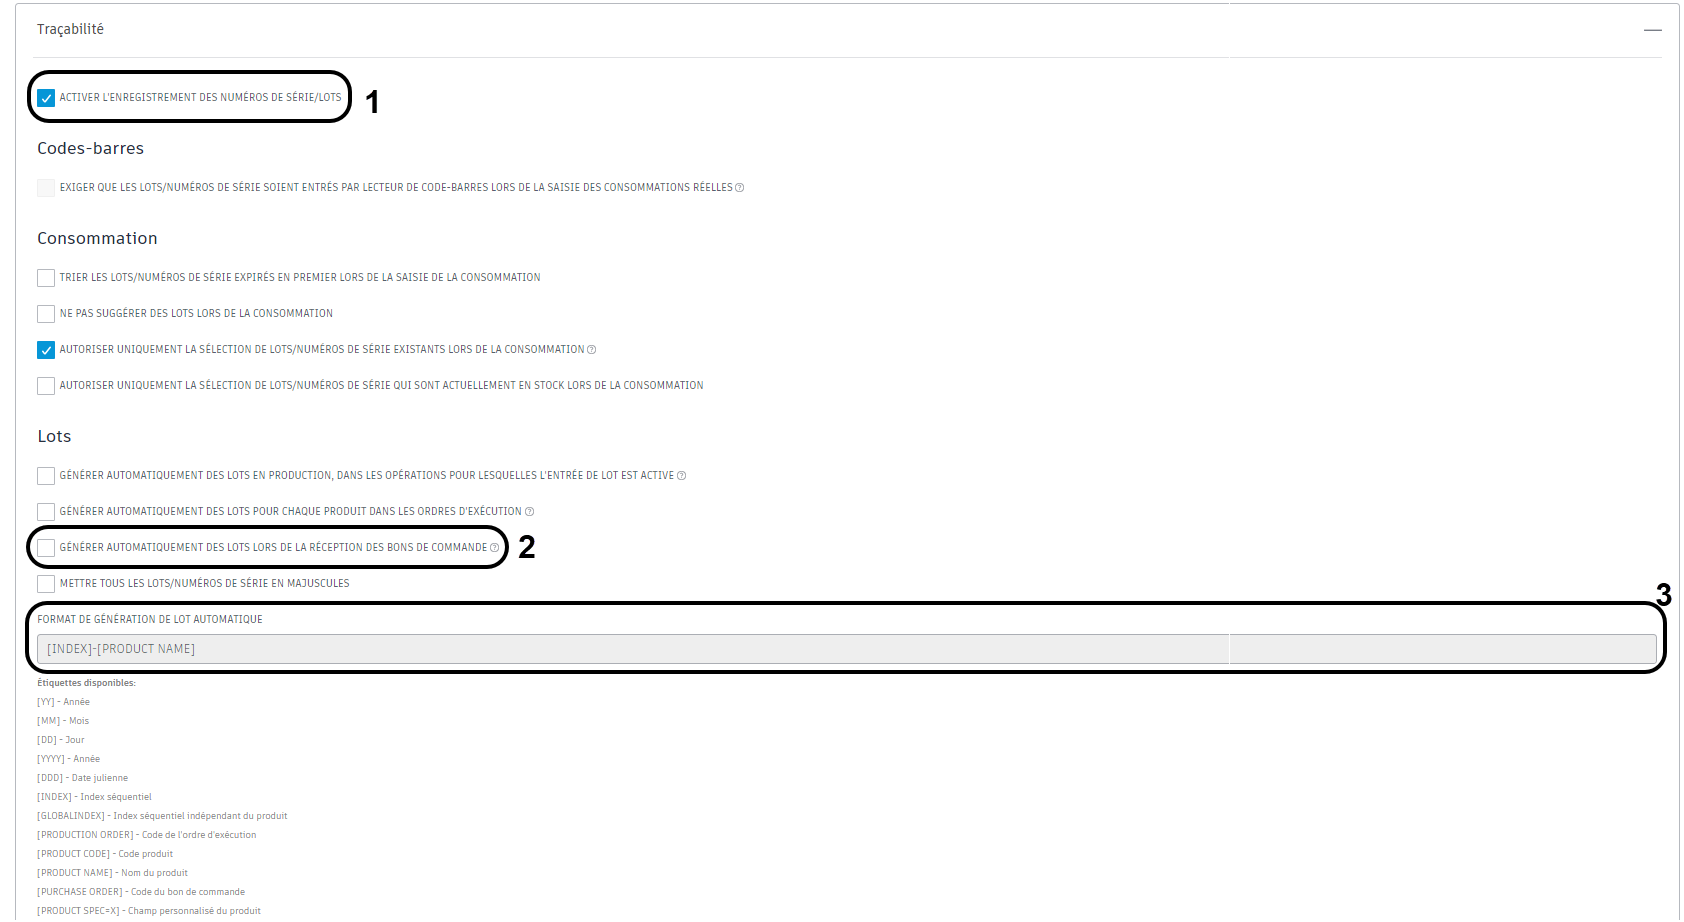 Traçabilité
ACTIVER L'ENREGISTREMENT DES NUMÉROS DE SÉRIE/LOTS 1
Codes-barres
EXIGER QUE LES LOTS/NUMÉROS DE SÉRIE SOIENT ENTRÉS PAR LECTEUR DE CODE-BARRES LORS DE LA SAISIE DES CONSOMMATIONS RÉELLES
Consommation
TRIER LES LOTS/NUMÉROS DE SÉRIE EXPIRÉS EN PREMIER LORS DE LA SAISIE DE LA CONSOMMATION
NE PAS SUGGÉRER DES LOTS LORS DE LA CONSOMMATION
AUTORISER UNIQUEMENT LA SÉLECTION DE LOTS/NUMÉROS DE SÉRIE EXISTANTS LORS DE LA CONSOMMATION
AUTORISER UNIQUEMENT LA SÉLECTION DE LOTS/NUMÉROS DE SÉRIE QUI SONT ACTUELLEMENT EN STOCK LORS DE LA CONSOMMATION
Lots
GÉNÉRER AUTOMATIQUEMENT DES LOTS EN PRODUCTION, DANS LES OPÉRATIONS POUR LESQUELLES L'ENTRÉE DE LOT EST ACTIVE
GÉNÉRER AUTOMATIQUEMENT DES LOTS POUR CHAQUE PRODUIT DANS LES ORDRES D'EXÉCUTION
GÉNÉRER AUTOMATIQUEMENT DES LOTS LORS DE LA RÉCEPTION DES BONS DE COMMANDE 2
METTRE TOUS LES LOTS/NUMÉROS DE SÉRIE EN MAJUSCULES
3
FORMAT DE GÉNÉRATION DE LOT AUTOMATIQUE
[INDEX]-[PRODUCT NAME]
Étiquettes disponibles:
[YY] - Année
[MM] - Mois
[DD] - Jour
[YYYY] - Année
[DDD] - Date julienne
[INDEX] - Index séquentiel
[GLOBALINDEX] - Index séquentiel indépendant du produit
[PRODUCTION ORDER] - Code de l'ordre d'exécution
[PRODUCT CODE] - Code produit
[PRODUCT NAME] - Nom du produit
[PURCHASE ORDER] - Code du bon de commande
[PRODUCT SPEC=X] - Champ personnalisé du produit